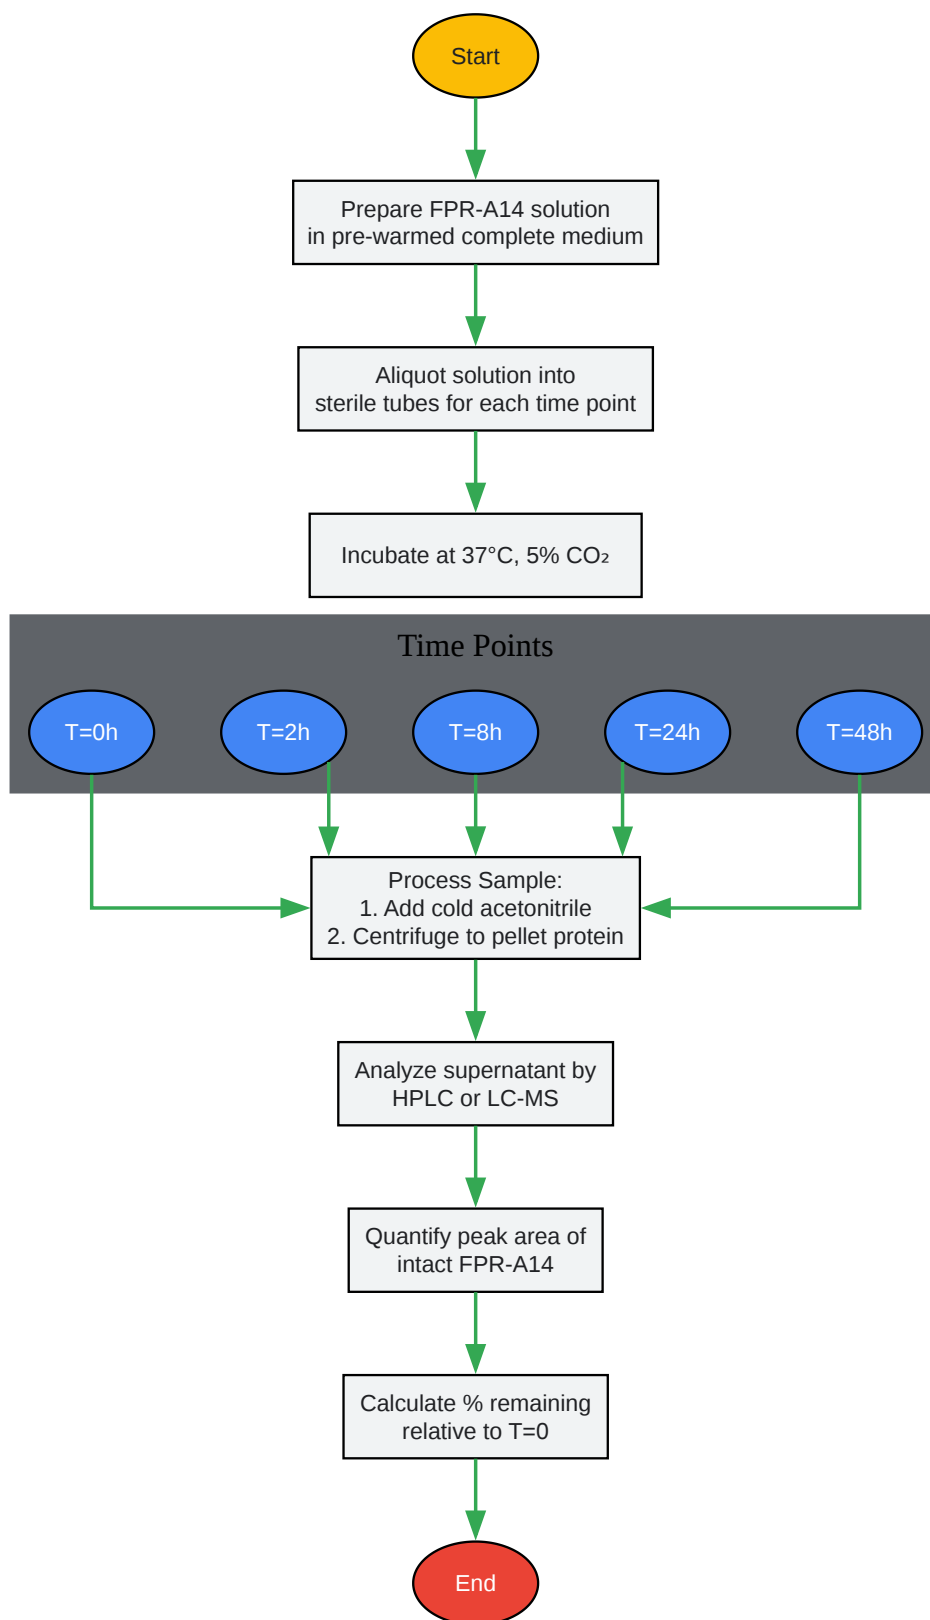 Start
Prepare FPR-A14 solution
in pre-warmed complete medium
Aliquot solution into
sterile tubes for each time point
Incubate at 37°C, 5% CO₂
Time Points
T=0h
T=2h
T=8h
T=24h
T=48h
Process Sample:
1. Add cold acetonitrile
2. Centrifuge to pellet protein
Analyze supernatant by
HPLC or LC-MS
Quantify peak area of
intact FPR-A14
Calculate % remaining
relative to T=0
End